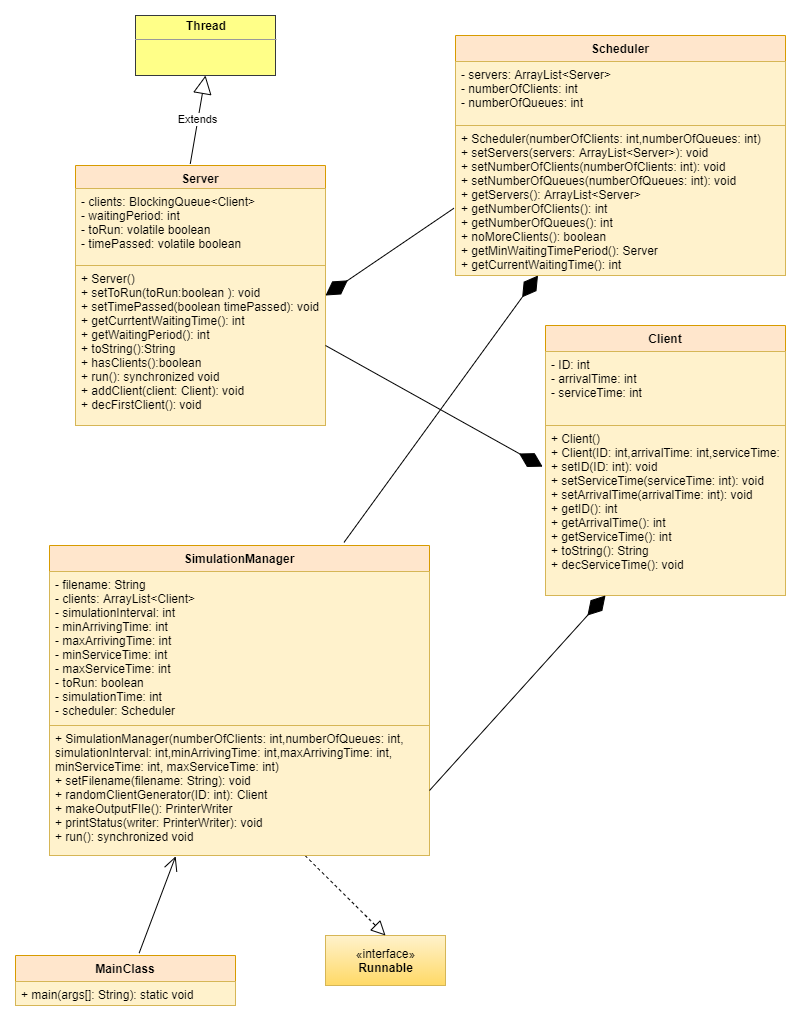 Thread
Extends
Server
- clients: BlockingQueue<Client>
- waitingPeriod: int
- toRun: volatile boolean
- timePassed: volatile boolean
+ Server()
+ setToRun(toRun:boolean ): void
+ setTimePassed(boolean timePassed): void
+ getCurrtentWaitingTime(): int
+ getWaitingPeriod(): int
+ toString():String
+ hasClients():boolean
+ run(): synchronized void
+ addClient(client: Client): void
+ decFirstClient(): void
Scheduler
- servers: ArrayList<Server>
- numberOfClients: int
- numberOfQueues: int
+ Scheduler(numberOfClients: int,numberOfQueues: int)
+ setServers(servers: ArrayList<Server>): void
+ setNumberOfClients(numberOfClients: int): void
+ setNumberOfQueues(numberOfQueues: int): void
+ getServers(): ArrayList<Server>
+ getNumberOfClients(): int
+ getNumberOfQueues(): int
+ noMoreClients(): boolean
+ getMinWaitingTimePeriod(): Server
+ getCurrentWaitingTime(): int
Client
- ID: int
- arrivalTime: int
- serviceTime: int
+ Client()
+ Client(ID: int,arrivalTime: int,serviceTime:
+ setID(ID: int): void
+ setServiceTime(serviceTime: int): void
+ setArrivalTime(arrivalTime: int): void
+ getID(): int
+ getArrivalTime(): int
+ getServiceTime(): int
+ toString(): String
+ decServiceTime(): void
SimulationManager
- filename: String
- clients: ArrayList<Client>
- simulationInterval: int
- minArrivingTime: int
- maxArrivingTime: int
- minServiceTime: int
- maxServiceTime: int
- toRun: boolean
- simulationTime: int
- scheduler: Scheduler
+ SimulationManager(numberOfClients: int,numberOfQueues: int,
simulationInterval: int,minArrivingTime: int,maxArrivingTime: int,
minServiceTime: int, maxServiceTime: int)
+ setFilename(filename: String): void
+ randomClientGenerator(ID: int): Client
+ makeOutputFIle(): PrinterWriter
+ printStatus(writer: PrinterWriter): void
+ run(): synchronized void
MainClass
+ main(args[]: String): static void
«interface»
Runnable